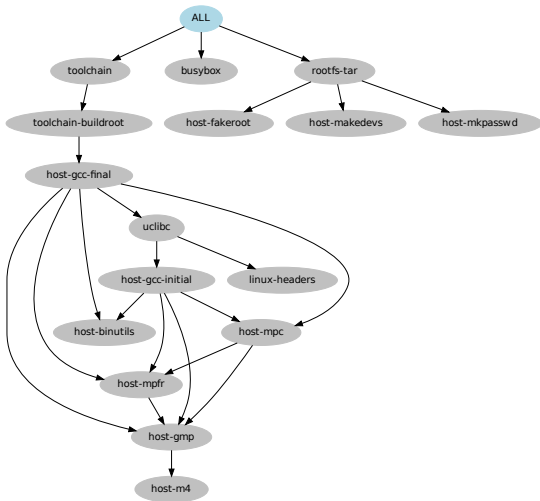 ALL
toolchain
busybox
rootfs-tar
toolchain-buildroot
host-fakeroot
host-makedevs
host-mkpasswd
host-gcc-final
uclibc
host-gcc-initial
linux-headers
host-binutils
host-mpc
host-mpfr
host-gmp
host-m4